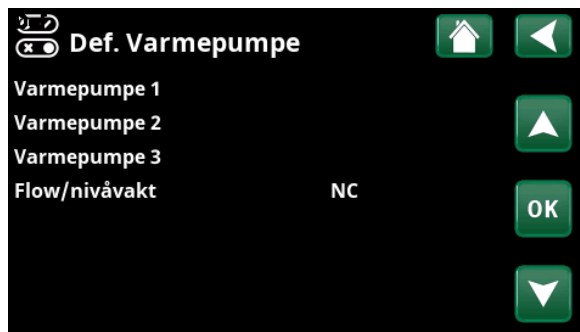 Def. Varmepumpe
Varmepumpe 1
Varmepumpe 2
Varmepumpe 3
Flow/nivåvakt NC
OK